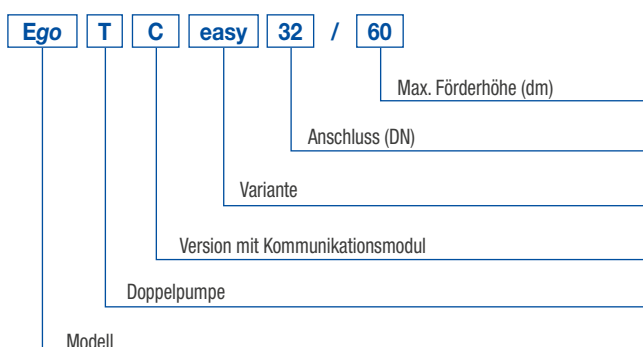 Ego T C easy 32 / 60
Max. Förderhöhe (dm)
Anschluss (DN)
Variante
Version mit Kommunikationsmodul
Doppelpumpe
Modell